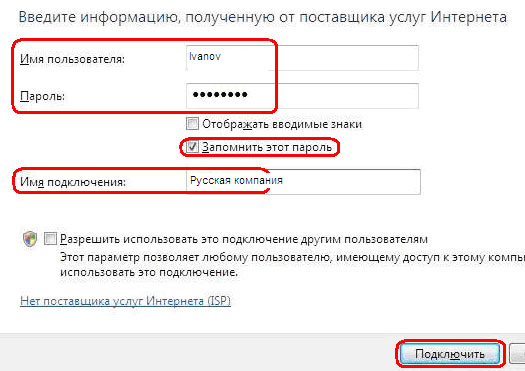 Введите информацию, полученную от поставщика услуг Интернета
Имя пользователя: Ivanov
Пароль: ●●●●●●●●
Отображать вводимые знаки
Запомнить этот пароль
Имя подключения: Русская компания
Разрешить использовать это подключение другим пользователям
Этот параметр позволяет любому пользователю, имеющему доступ к этому
использовать это подключение.
Нет поставщика услуг Интернета (ISP)
Подключить